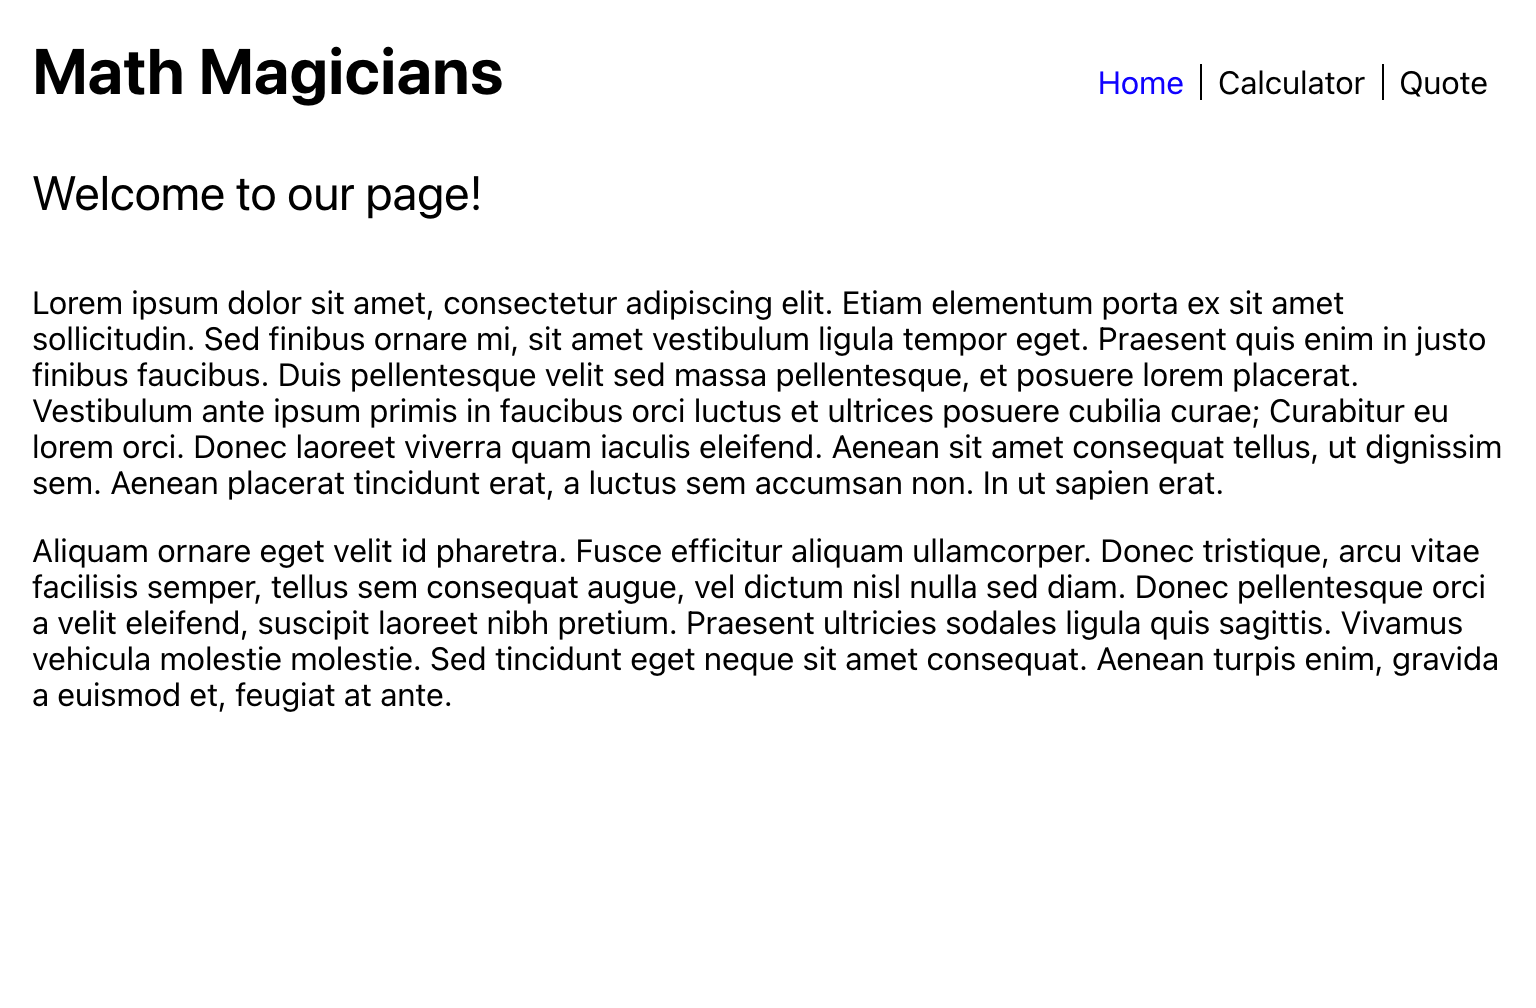 Math Magicians
Home | Calculator | Quote
Welcome to our page!
Lorem ipsum dolor sit amet, consectetur adipiscing elit. Etiam elementum porta ex sit amet
sollicitudin. Sed finibus ornare mi, sit amet vestibulum ligula tempor eget. Praesent quis enim in justo
finibus faucibus. Duis pellentesque velit sed massa pellentesque, et posuere lorem placerat.
Vestibulum ante ipsum primis in faucibus orci luctus et ultrices posuere cubilia curae; Curabitur eu
lorem orci. Donec laoreet viverra quam iaculis eleifend. Aenean sit amet consequat tellus, ut dignissim
sem. Aenean placerat tincidunt erat, a luctus sem accumsan non. In ut sapien erat.
Aliquam ornare eget velit id pharetra. Fusce efficitur aliquam ullamcorper. Donec tristique, arcu vitae
facilisis semper, tellus sem consequat augue, vel dictum nisl nulla sed diam. Donec pellentesque orci
a velit eleifend, suscipit laoreet nibh pretium. Praesent ultricies sodales ligula quis sagittis. Vivamus
vehicula molestie molestie. Sed tincidunt eget neque sit amet consequat. Aenean turpis enim, gravida
a euismod et, feugiat at ante.